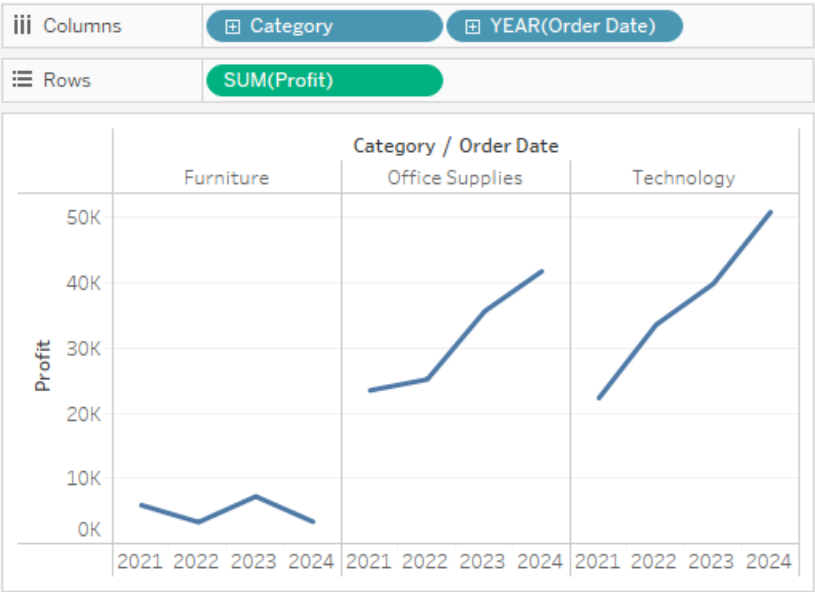 Columns Category YEAR(Order Date)
Rows SUM(Profit)
Category / Order Date
Furniture Office Supplies Technology
50K
40K
30K
20K
10K
0K
Profit
2021 2022 2023 2024 2021 2022 2023 2024 2021 2022 2023 2024